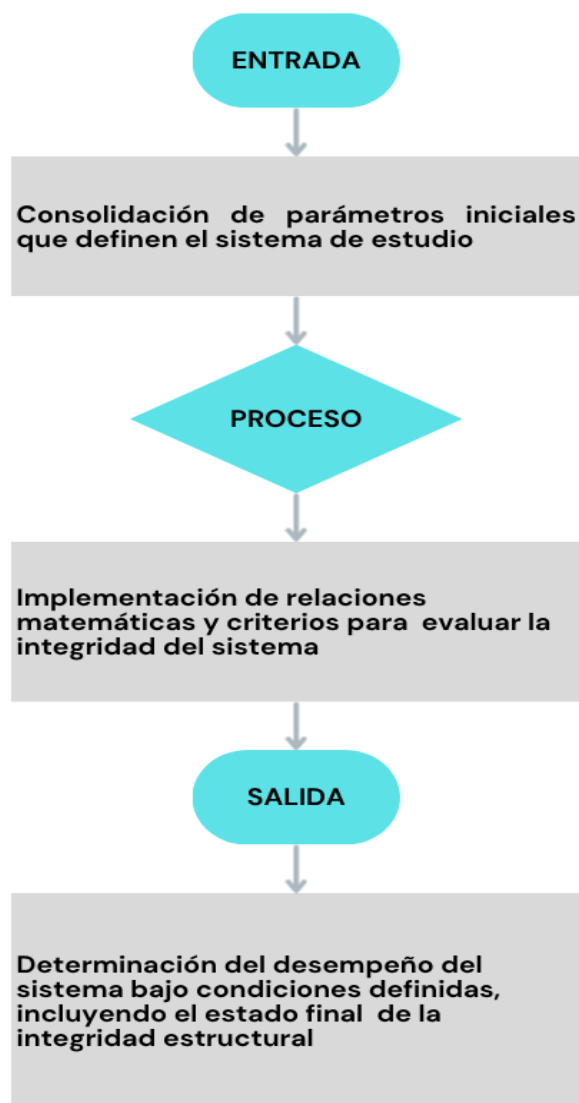 ENTRADA
Consolidación de parámetros iniciales
que definen el sistema de estudio
PROCESO
Implementación de relaciones
matemáticas y criterios para evaluar la
integridad del sistema
SALIDA
Determinación del desempeño del
sistema bajo condiciones definidas,
incluyendo el estado final de la
integridad estructural